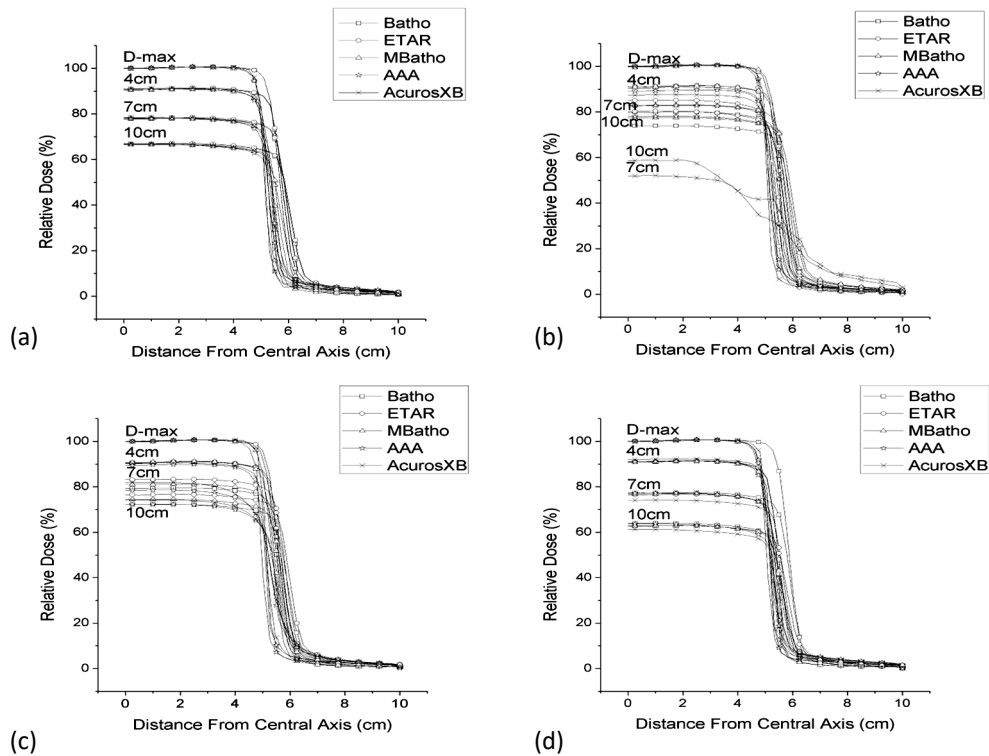 Batho
ETAR
MBatho
AAA
AcurosXB
D-max
4cm
7cm
10cm
100
80
60
40
20
0
Relative Dose (%)
0 2 4 6 8 10
Distance From Central Axis (cm)
(a)
Batho
ETAR
MBatho
AAA
AcurosXB
D-max
4cm
7cm
10cm
10cm
7cm
100
80
60
40
20
0
Relative Dose (%)
0 2 4 6 8 10
Distance From Central Axis (cm)
(b)
Batho
ETAR
MBatho
AAA
AcurosXB
D-max
4cm
7cm
10cm
100
80
60
40
20
0
Relative Dose (%)
0 2 4 6 8 10
Distance From Central Axis (cm)
(c)
Batho
ETAR
MBatho
AAA
AcurosXB
D-max
4cm
7cm
10cm
100
80
60
40
20
0
Relative Dose (%)
0 2 4 6 8 10
Distance From Central Axis (cm)
(d)